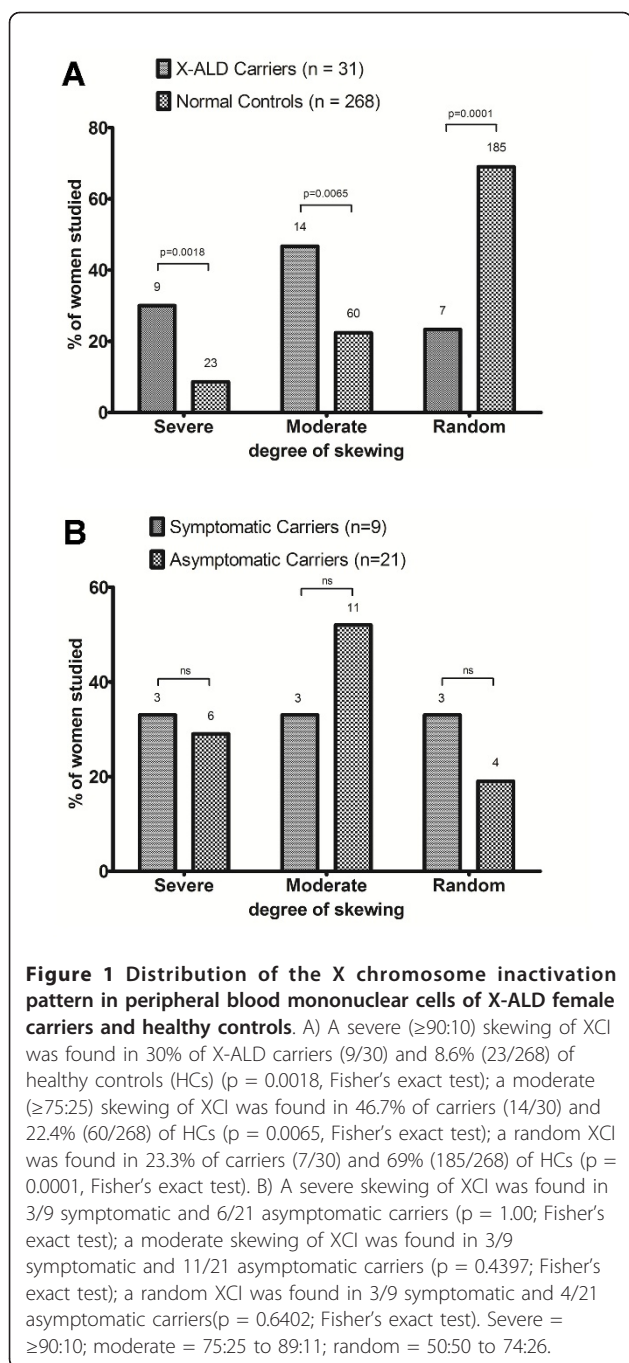 A
X-ALD Carriers (n = 31)
Normal Controls (n = 268)
% of women studied
80
60
40
20
0
p=0.0018
9
23
p=0.0065
14
60
p=0.0001
7
185
Severe
Moderate
Random
degree of skewing
B
Symptomatic Carriers (n=9)
Asymptomatic Carriers (n=21)
% of women studied
60
40
20
0
ns
3
6
ns
3
11
ns
3
4
Severe
Moderate
Random
degree of skewing
Figure 1 Distribution of the X chromosome inactivation
pattern in peripheral blood mononuclear cells of X-ALD female
carriers and healthy controls. A) A severe (≥90:10) skewing of XCI
was found in 30% of X-ALD carriers (9/30) and 8.6% (23/268) of
healthy controls (HCs) (p = 0.0018, Fisher's exact test); a moderate
(≥75:25) skewing of XCI was found in 46.7% of carriers (14/30) and
22.4% (60/268) of HCs (p = 0.0065, Fisher's exact test); a random XCI
was found in 23.3% of carriers (7/30) and 69% (185/268) of HCs (p =
0.0001, Fisher's exact test). B) A severe skewing of XCI was found in
3/9 symptomatic and 6/21 asymptomatic carriers (p = 1.00; Fisher's
exact test); a moderate skewing of XCI was found in 3/9
symptomatic and 11/21 asymptomatic carriers (p = 0.4397; Fisher's
exact test); a random XCI was found in 3/9 symptomatic and 4/21
asymptomatic carriers(p = 0.6402; Fisher's exact test). Severe =
≥90:10; moderate = 75:25 to 89:11; random = 50:50 to 74:26.